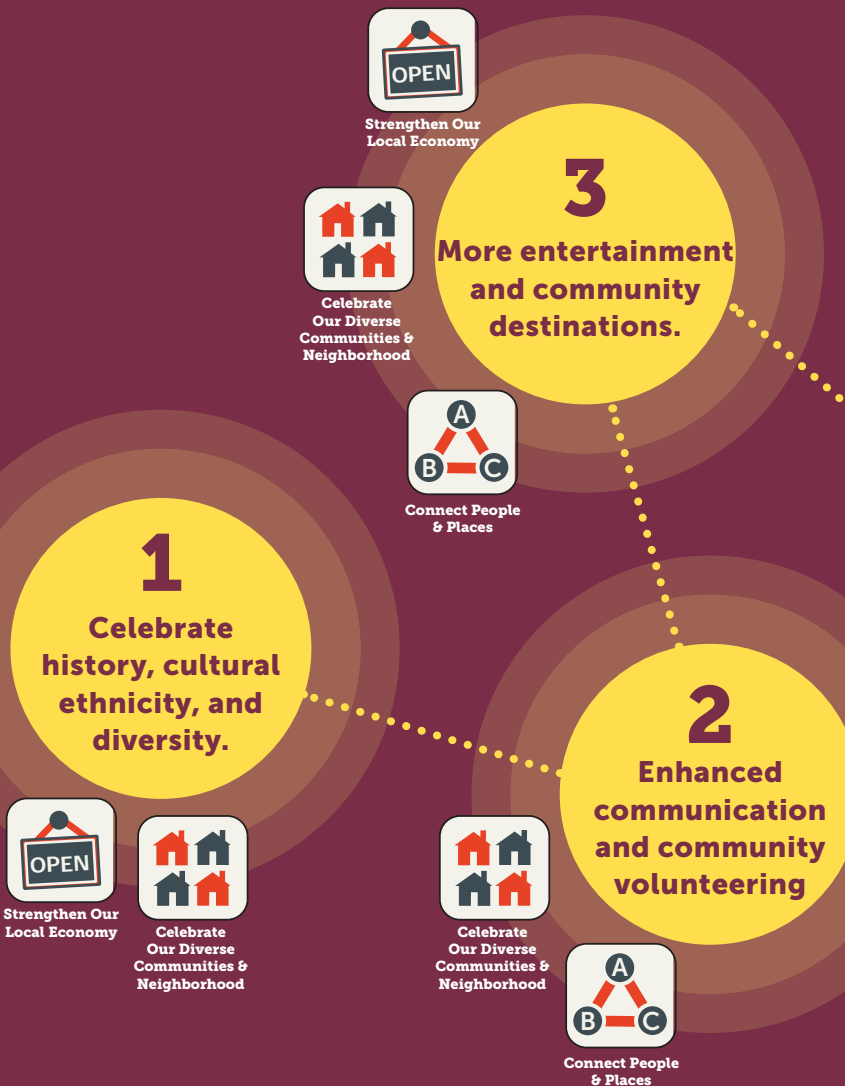 OPEN
Strengthen Our
Local Economy
3
More entertainment
and community
destinations.
Celebrate
Our Diverse
Communities &
Neighborhood
A
B C
Connect People
& Places
1
Celebrate
history, cultural
ethnicity, and
diversity.
OPEN
Strengthen Our
Local Economy
Celebrate
Our Diverse
Communities &
Neighborhood
2
Enhanced
communication
and community
volunteering
Celebrate
Our Diverse
Communities &
Neighborhood
A
B C
Connect People
& Places